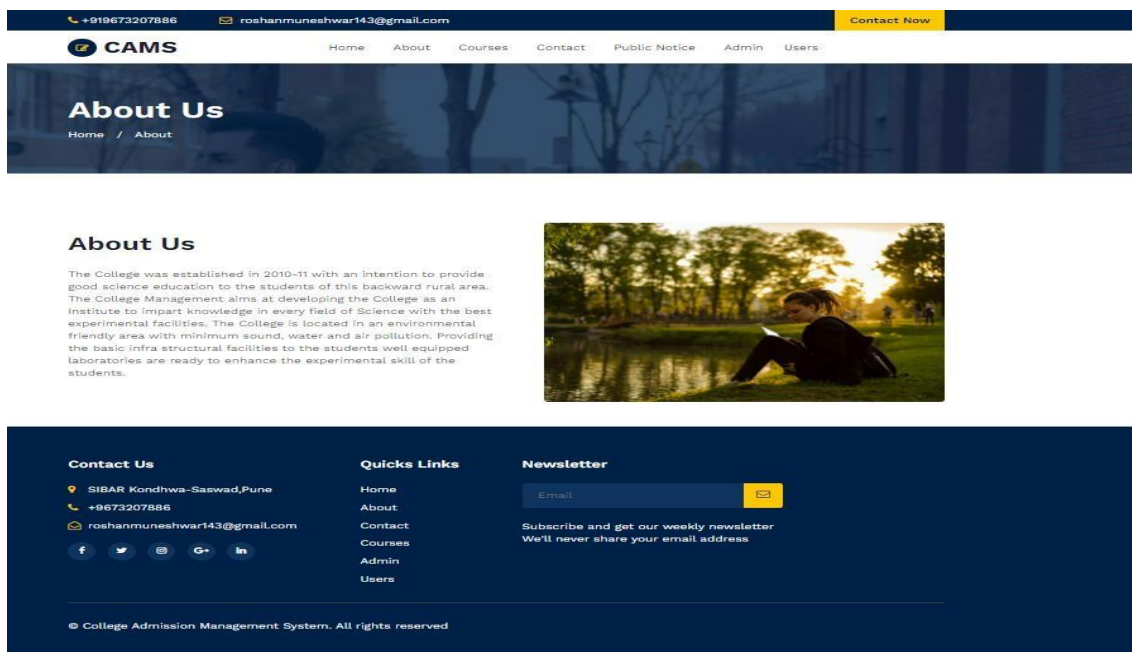 +919673207886 roshanmuneshwar143@gmail.com Contact Now
CAMS Home About Courses Contact Public Notice Admin Users
About Us
Home / About
About Us
The College was established in 2010-11 with an intention to provide
good science education to the students of this backward rural area.
The College Management aims at developing the College as an
Institute to impart knowledge in every field of Science with the best
experimental facilities. The College is located in an environmental
friendly area with minimum sound, water and air pollution. Providing
the basic infra structural facilities to the students well equipped
laboratories are ready to enhance the experimental skill of the
students.
Contact Us
SIBAR Kondhwa-Saswad,Pune
+9673207886
roshanmuneshwar143@gmail.com
f G+ in
Quicks Links
Home
About
Contact
Courses
Admin
Users
Newsletter
Email
Subscribe and get our weekly newsletter
We'll never share your email address
© College Admission Management System. All rights reserved